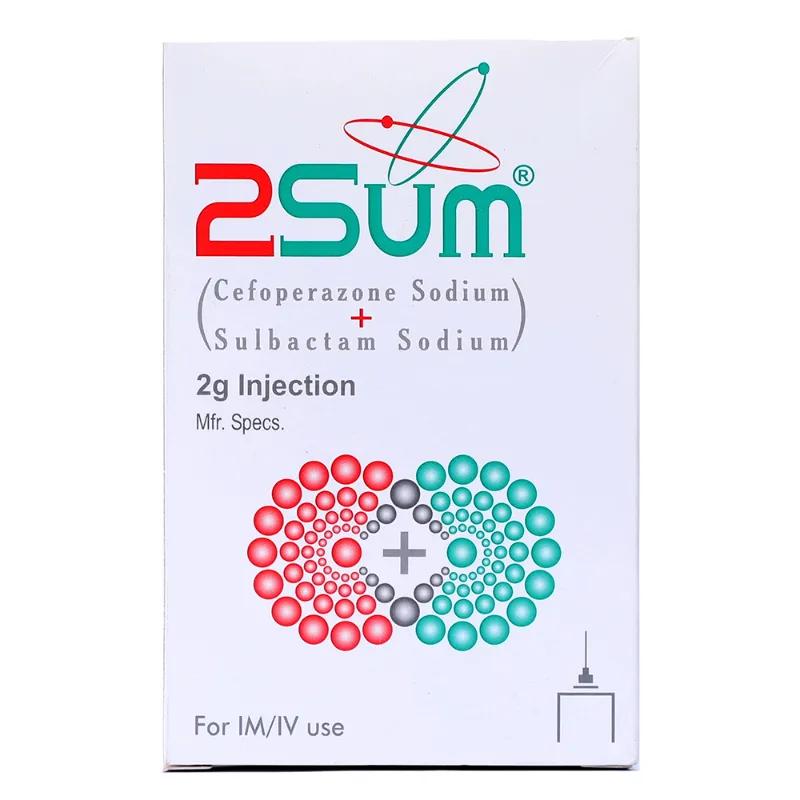 2Sum®
(Cefoperazone Sodium)
+
(Sulbactam Sodium)
2g Injection
Mfr. Specs.
+
For IM/IV use